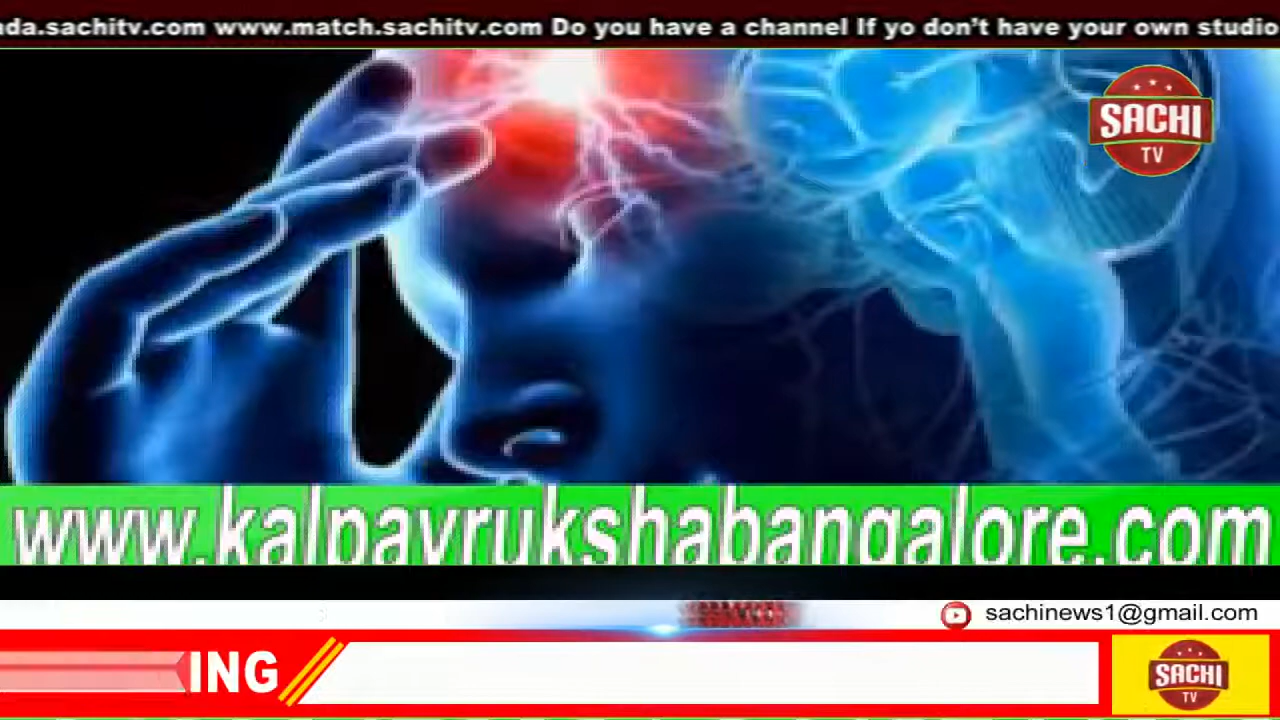 da.sachitv.com www.match.sachitv.com Do you have a channel If yo don't have your own studio
SACHI
TV
www.kalpavrukshabangalore.com
sachinews1@gmail.com
ING
SACHI
TV